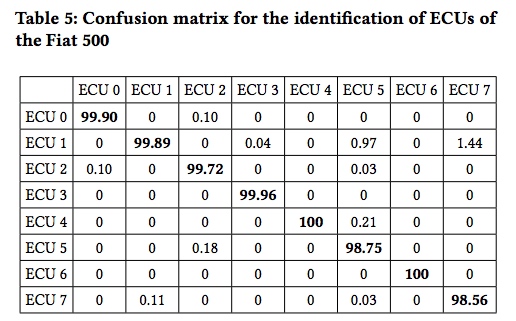 Table 5: Confusion matrix for the identification of ECUs of
the Fiat 500
ECU 0 ECU 1 ECU 2 ECU 3 ECU 4 ECU 5 ECU 6 ECU 7
ECU 0 99.90 0 0.10 0 0 0 0 0
ECU 1 0 99.89 0 0.04 0 0.97 0 1.44
ECU 2 0.10 0 99.72 0 0 0.03 0 0
ECU 3 0 0 0 99.96 0 0 0 0
ECU 4 0 0 0 0 100 0.21 0 0
ECU 5 0 0 0.18 0 0 98.75 0 0
ECU 6 0 0 0 0 0 0 100 0
ECU 7 0 0.11 0 0 0 0.03 0 98.56